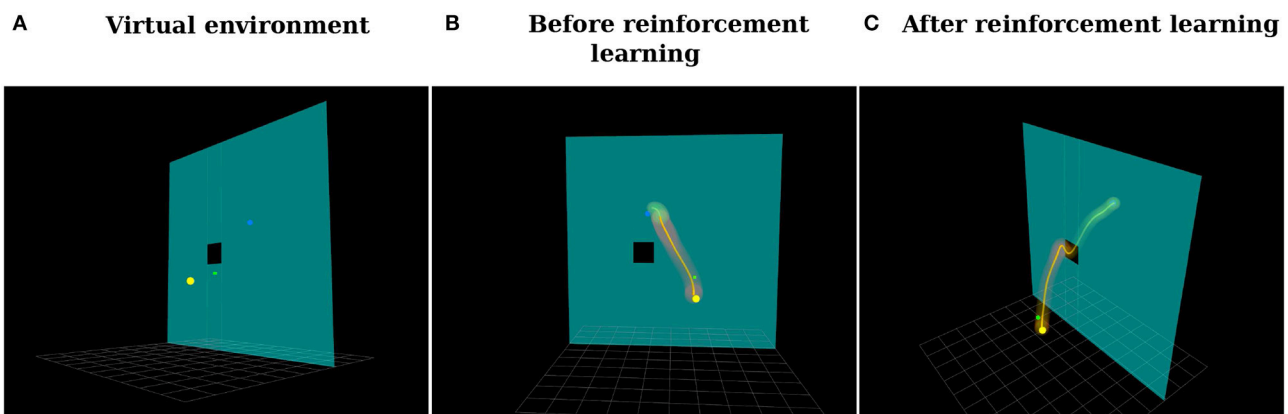 A Virtual environment
B Before reinforcement
learning
C After reinforcement learning